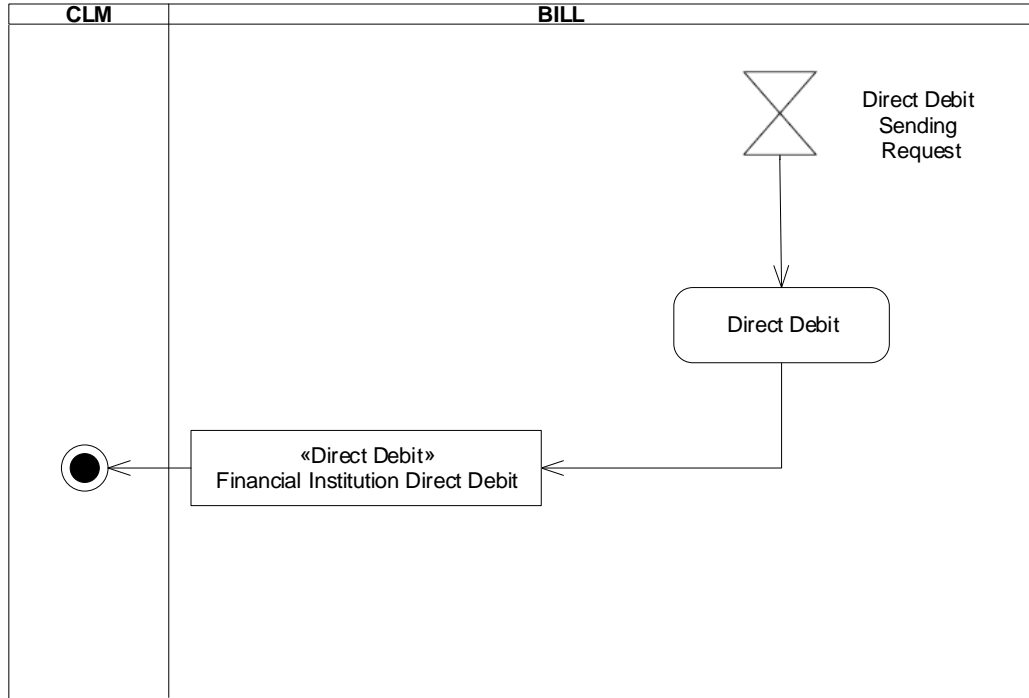 CLM
BILL
Direct Debit
Sending
Request
Direct Debit
«Direct Debit»
Financial Institution Direct Debit